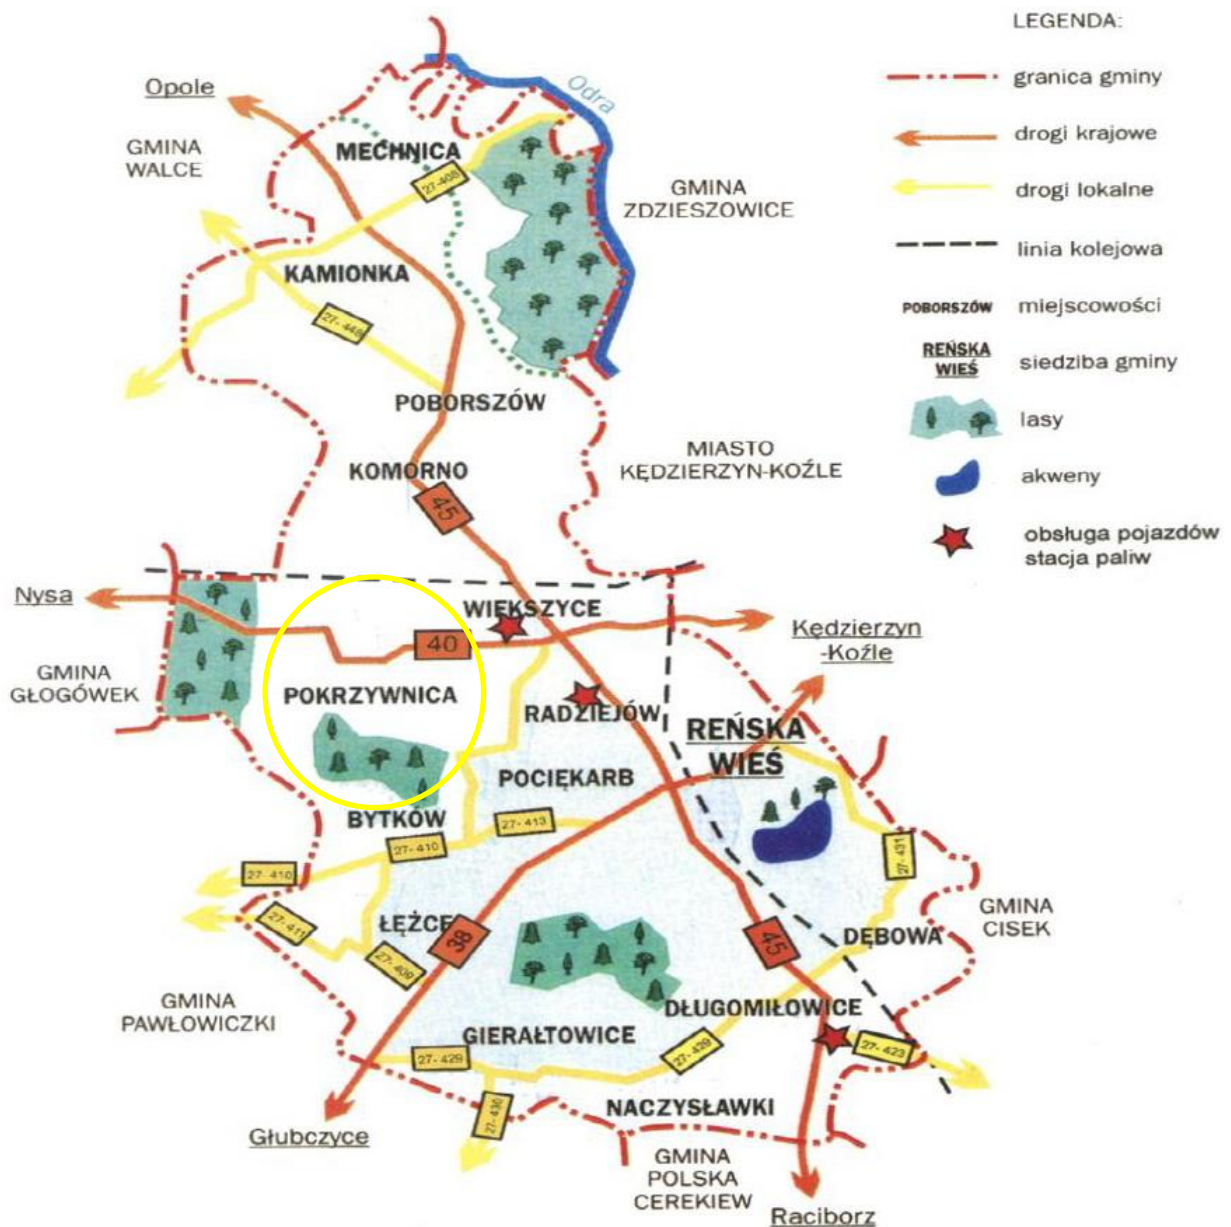 LEGENDA:
granica gminy
drogi krajowe
drogi lokalne
linia kolejowa
POBORSZÓW
miejscowości
REŃSKA
WIEŚ
siedziba gminy
lasy
akweny
obsługa pojazdów
stacja paliw
Opole
Odra
GMINA
WALCE
MECHNICA
27-408
GMINA
ZDZIESZOWICE
KAMIONKA
27-448
POBORSZÓW
KOMORNO
MIASTO
KĘDZIERZYN-KOŹLE
45
Nysa
WIĘKSZYCE
40
Kędzierzyn
-Koźle
GMINA
GŁOGÓWEK
POKRZYWNICA
RADZIEJÓW
REŃSKA
WIEŚ
POCIĘKARB
BYTKÓW
27-413
27-410
27-410
27-431
27-411
ŁĘŻCE
38
45
GMINA
CISEK
27-409
DĘBOWA
GMINA
PAWŁOWICZKI
DŁUGOMIŁOWICE
GIERAŁTOWICE
27-429
27-429
27-423
27-430
NACZYSŁAWKI
Głubczyce
GMINA
POLSKA
CEREKIEW
Raciborz